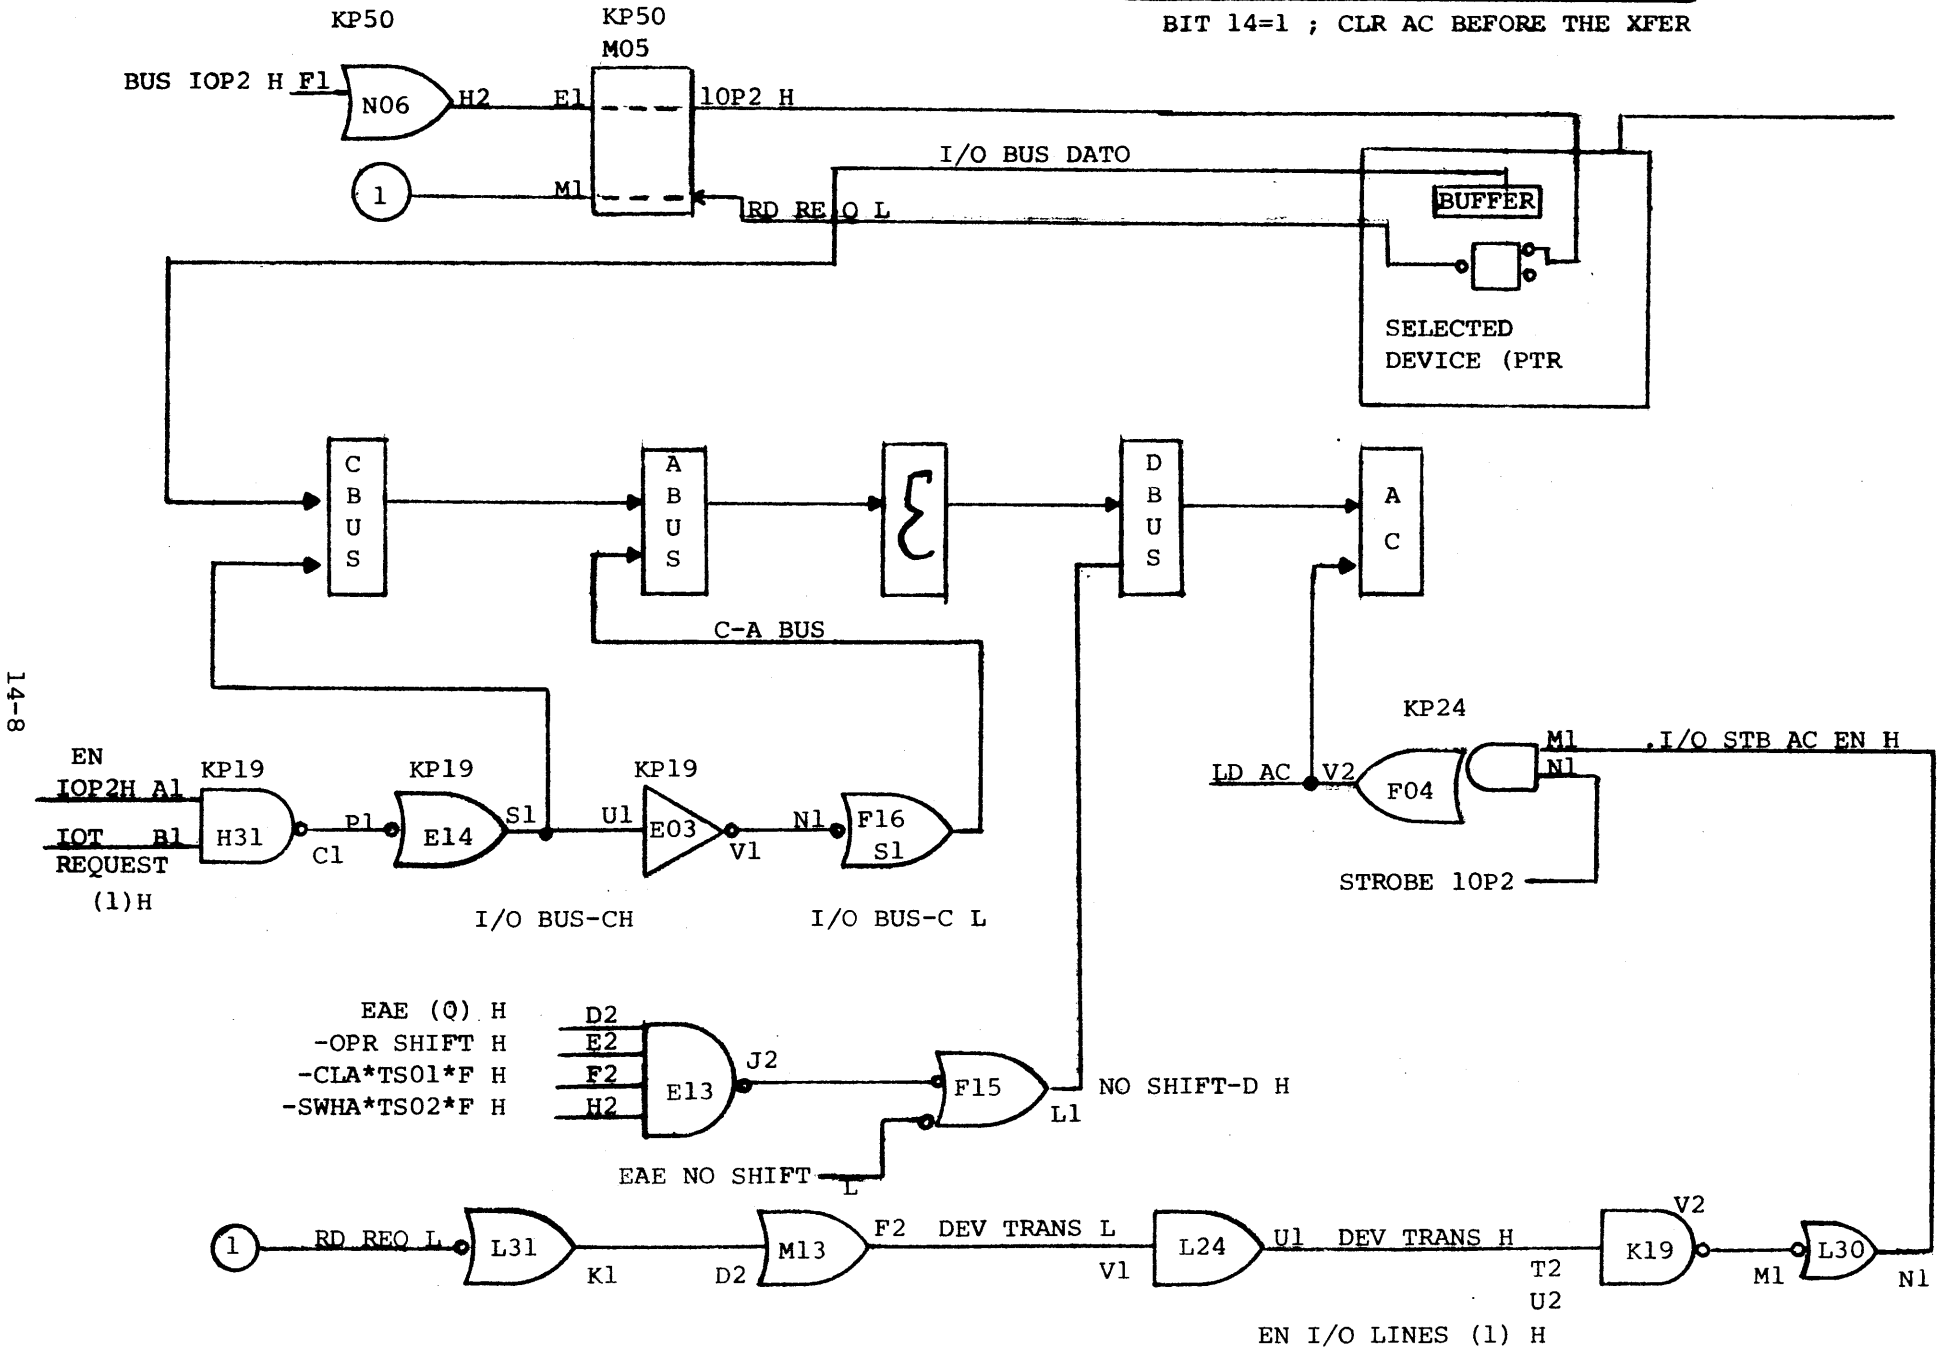 BIT 14=1 ; CLR AC BEFORE THE XFER
KP50
KP50
M05
BUS IOP2 H F1
N06
H2
E1
1OP2 H
I/O BUS DATO
1
M1
RD REQ L
BUFFER
SELECTED
DEVICE (PTR
C
B
U
S
A
B
U
S
Σ
D
B
U
S
A
C
C-A BUS
14-8
KP24
EN
IOP2H A1
KP19
KP19
KP19
M1
.I/O STB AC EN H
LD AC
V2
F04
N1
IOT B1
REQUEST
(1)H
H31
C1
P1
E14
S1
U1
E03
V1
N1
F16
S1
STROBE 1OP2
I/O BUS-CH
I/O BUS-C L
EAE (Q) H
D2
-OPR SHIFT H
E2
-CLA*TS01*F H
F2
-SWHA*TS02*F H
H2
E13
J2
F15
L1
NO SHIFT-D H
EAE NO SHIFT
L
1
RD REQ L
L31
K1
D2
M13
F2
DEV TRANS L
V1
L24
U1
DEV TRANS H
T2
U2
EN I/O LINES (1) H
K19
V2
M1
L30
N1